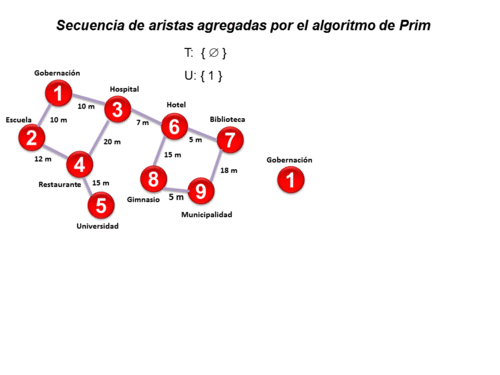 Secuencia de aristas agregadas por el algoritmo de Prim
T: { ∅ }
U: { 1 }
Gobernación
1
Hospital
10 m
3
Hotel
Escuela
10 m
7 m
6
Biblioteca
2
20 m
5 m
7
12 m
4
15 m
Gobernación
Restaurante
15 m
8
18 m
1
5
Gimnasio
5 m
9
Universidad
Municipalidad